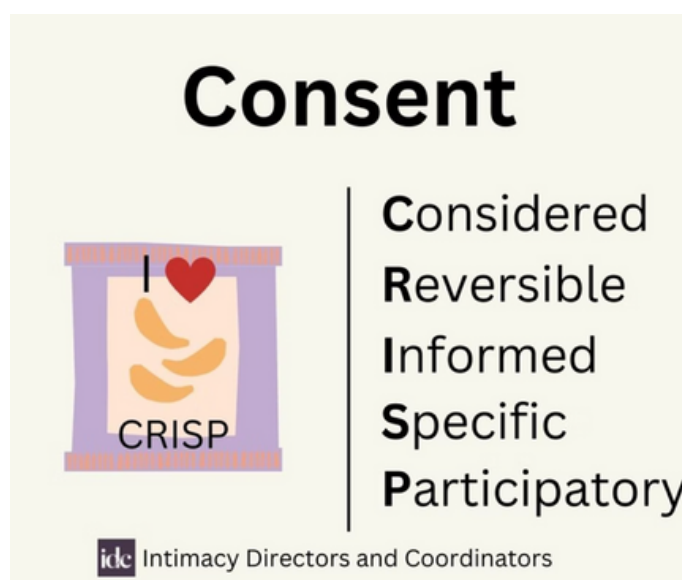 Consent
I ❤
CRISP
Considered
Reversible
Informed
Specific
Participatory
idc Intimacy Directors and Coordinators